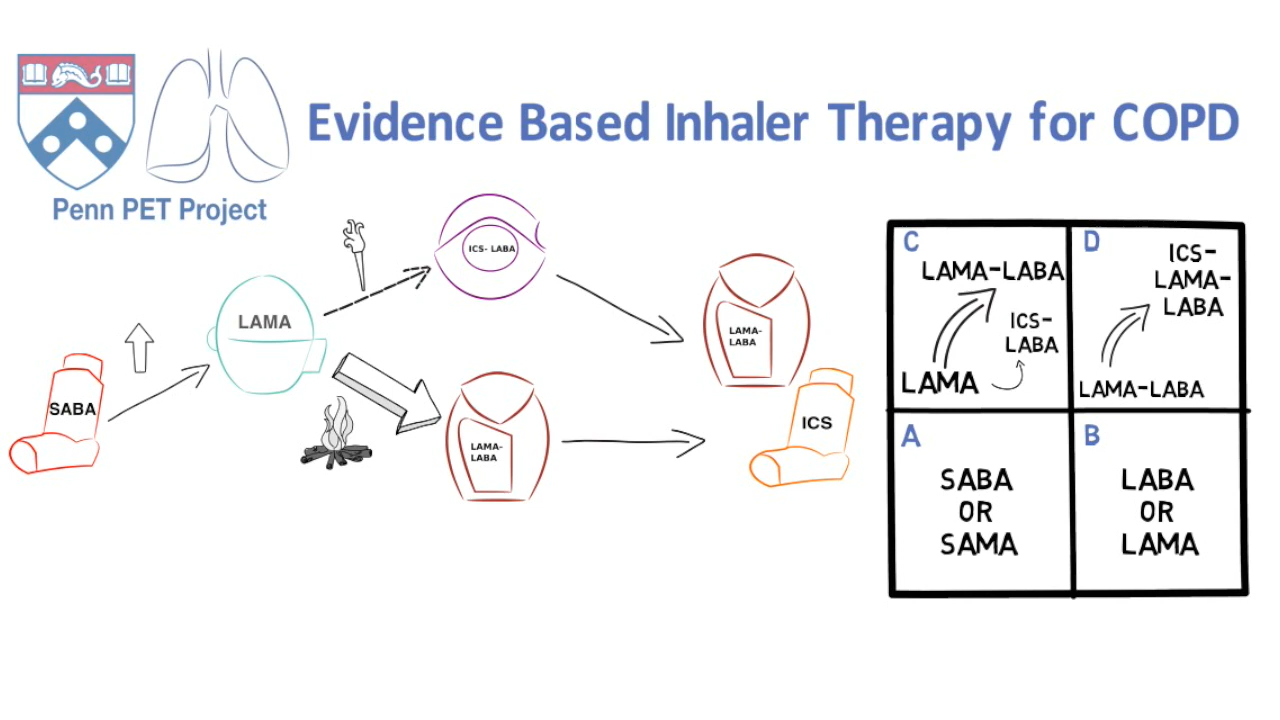 Evidence Based Inhaler Therapy for COPD
Penn PET Project
SABA
LAMA
ICS- LABA
LAMA-
LABA
LAMA-
LABA
ICS
C
LAMA-LABA
ICS-
LABA
LAMA
D
ICS-
LAMA-
LABA
LAMA-LABA
A
SABA
OR
SAMA
B
LABA
OR
LAMA